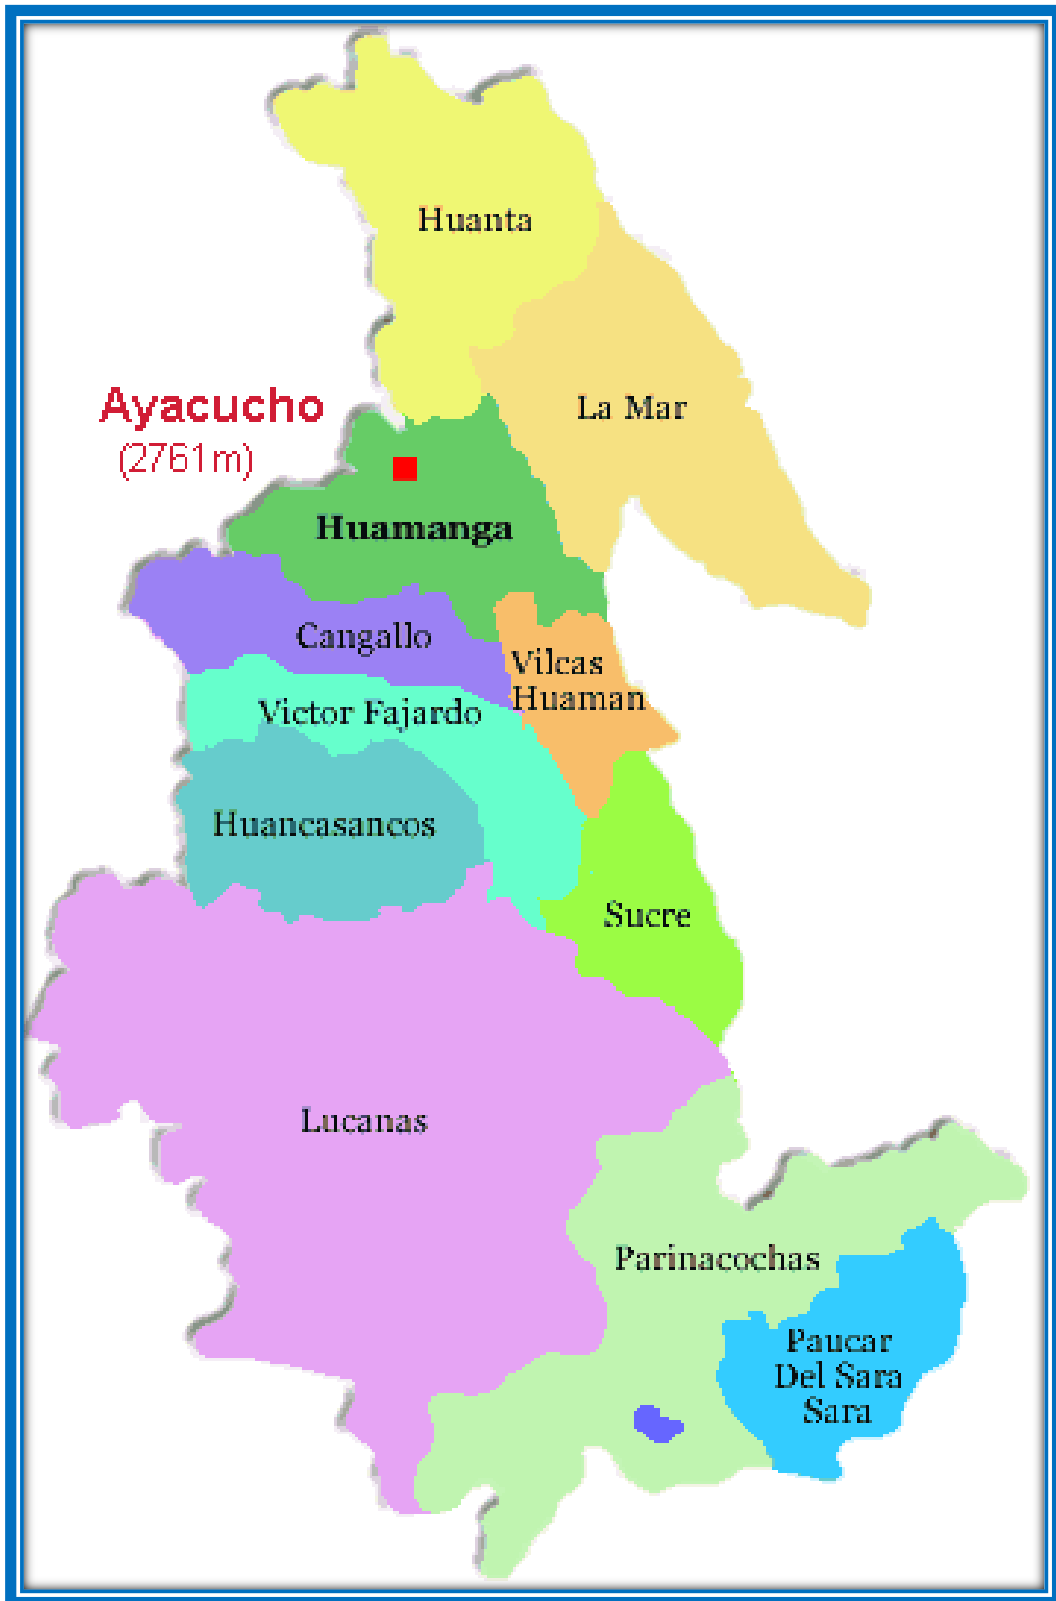 Huanta
La Mar
Ayacucho
(2761m)
Huamanga
Cangallo
Vilcas
Huaman
Victor Fajardo
Huancasancos
Sucre
Lucanas
Parinacochas
Paucar
Del Sara
Sara